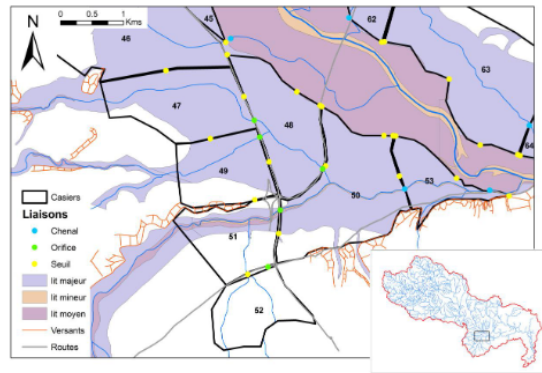 0 0.5 1
Kms
N
45
62
46
63
47
48
64
49
53
50
51
52
Casiers
Liaisons
Chenal
Orifice
Seuil
lit majeur
lit mineur
lit moyen
Versants
Routes